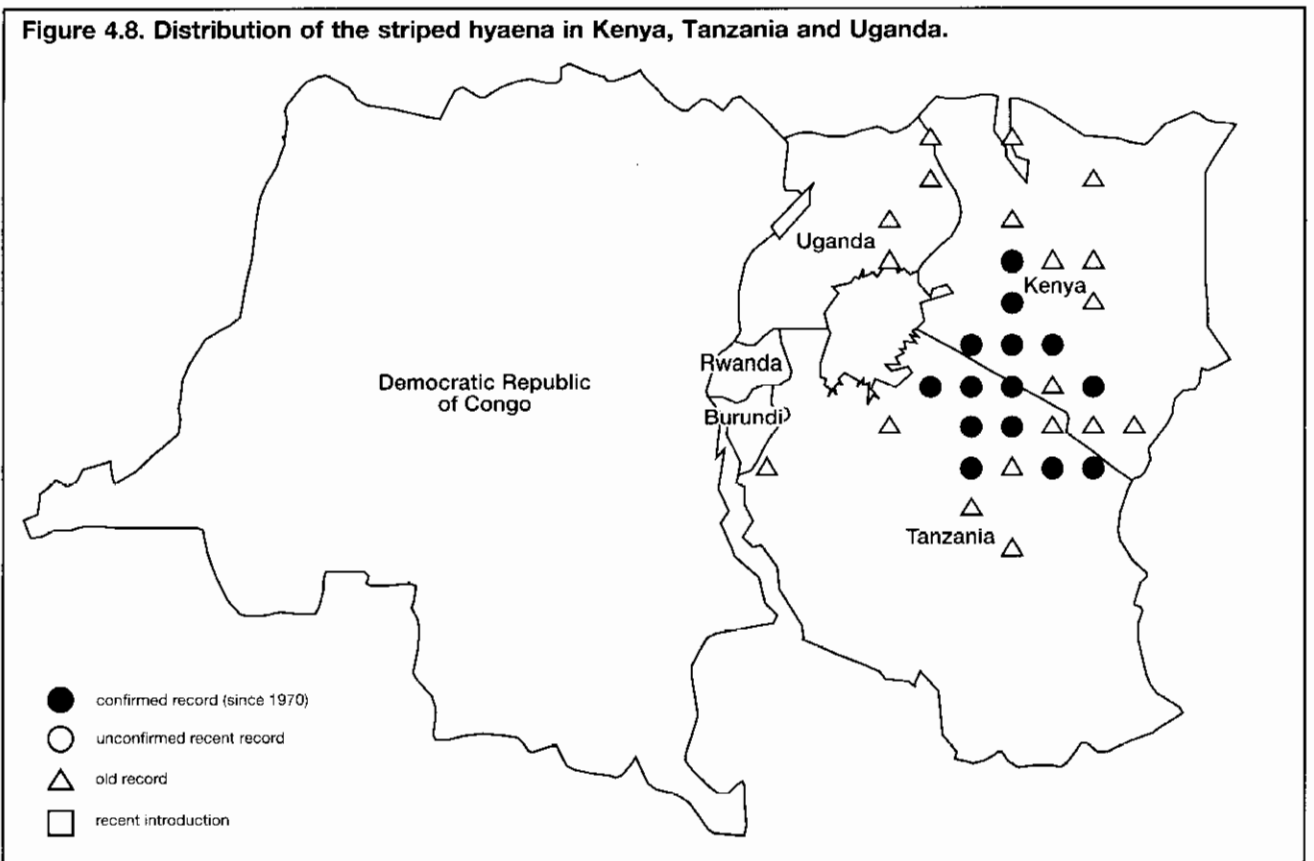 Figure 4.8. Distribution of the striped hyaena in Kenya, Tanzania and Uganda.
Uganda
Kenya
Rwanda
Democratic Republic
of Congo
Burundi
Tanzania
confirmed record (since 1970)
unconfirmed recent record
old record
recent introduction